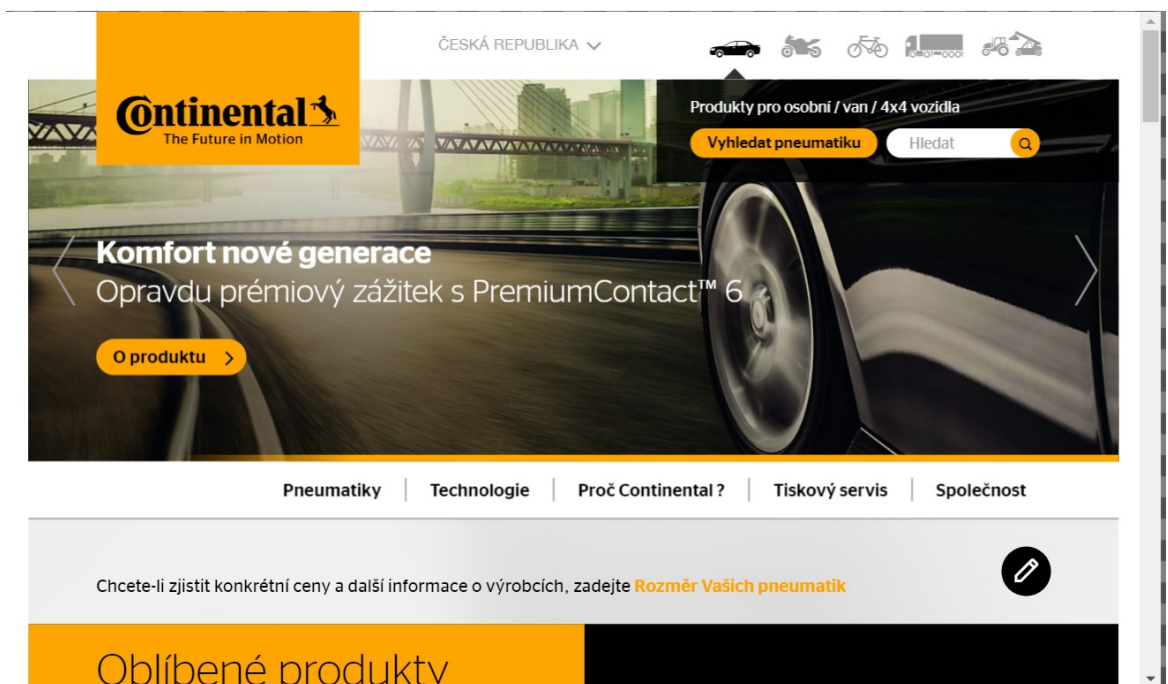 ČESKÁ REPUBLIKA
Continental
The Future in Motion
Produkty pro osobní / van / 4x4 vozidla
Vyhledat pneumatiku
Hledat
Komfort nové generace
Opravdu prémiový zážitek s PremiumContact™ 6
O produktu
Pneumatiky | Technologie | Proč Continental ? | Tiskový servis | Společnost
Chcete-li zjistit konkrétní ceny a další informace o výrobcích, zadejte Rozměr Vašich pneumatik
Oblíbené produkty